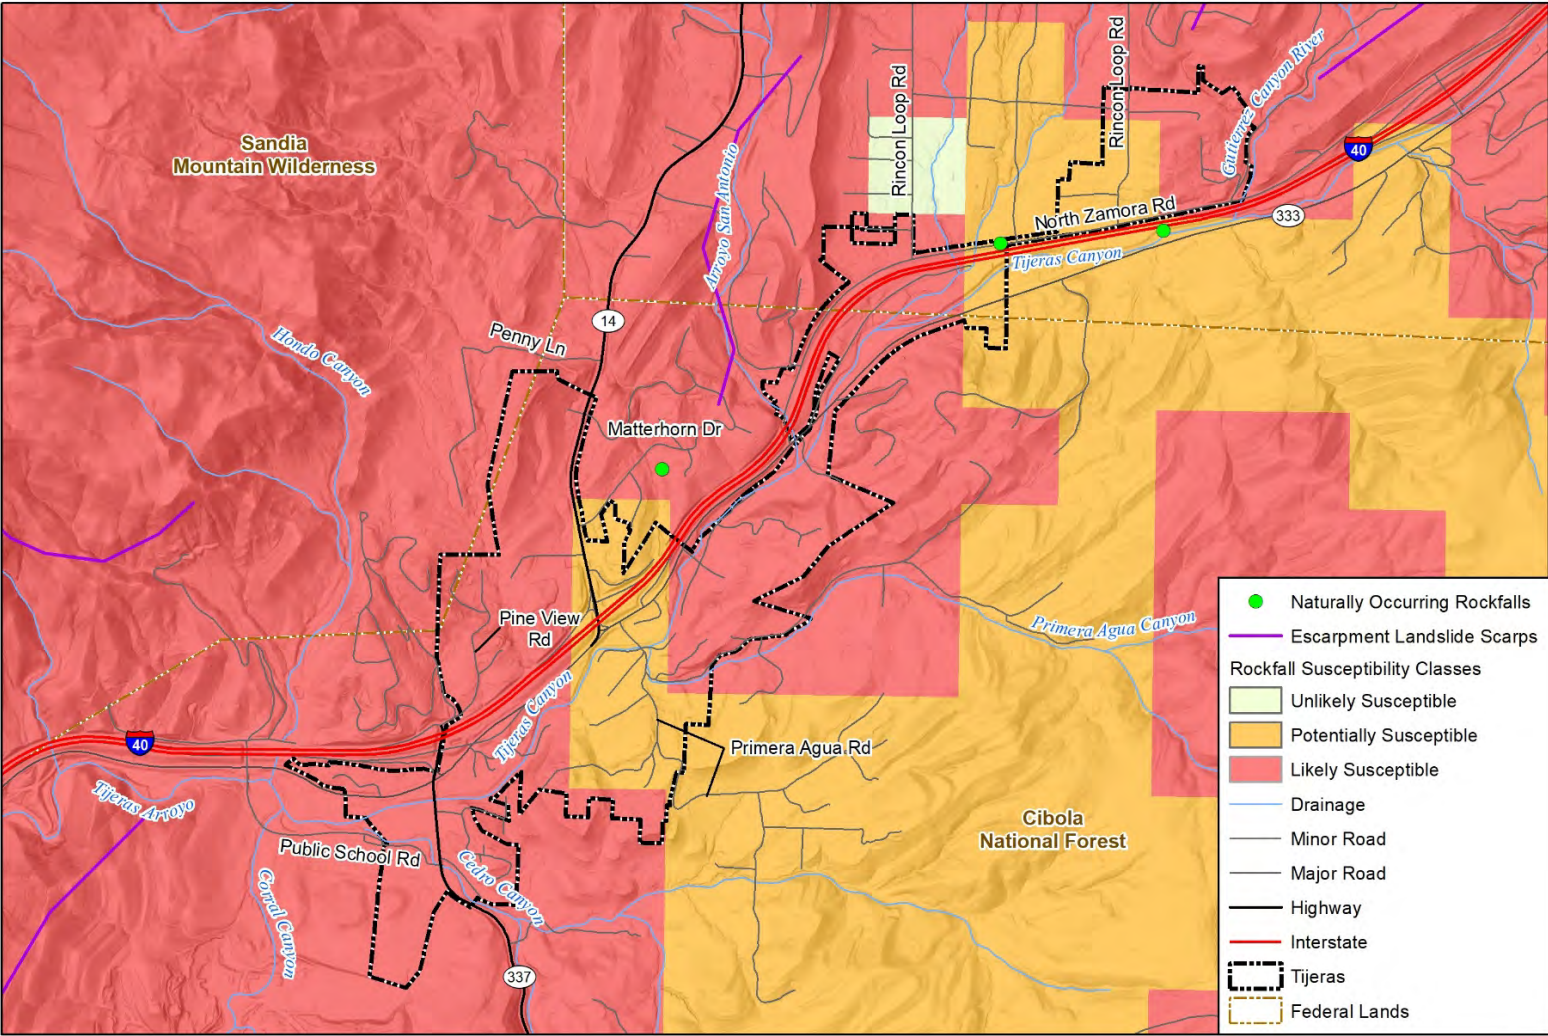 Rincon Loop Rd
Rincon Loop Rd
Gutierrez Canyon River
Sandia
Mountain Wilderness
40
Arroyo San Antonio
North Zamora Rd
333
Tijeras Canyon
14
Penny Ln
Hondo Canyon
Matterhorn Dr
Pine View
Rd
Primera Agua Canyon
Tijeras Canyon
40
Primera Agua Rd
Tijeras Arroyo
Cibola
National Forest
Public School Rd
Cedro Canyon
Corral Canyon
337
Naturally Occurring Rockfalls
Escarpment Landslide Scarps
Rockfall Susceptibility Classes
Unlikely Susceptible
Potentially Susceptible
Likely Susceptible
Drainage
Minor Road
Major Road
Highway
Interstate
Tijeras
Federal Lands